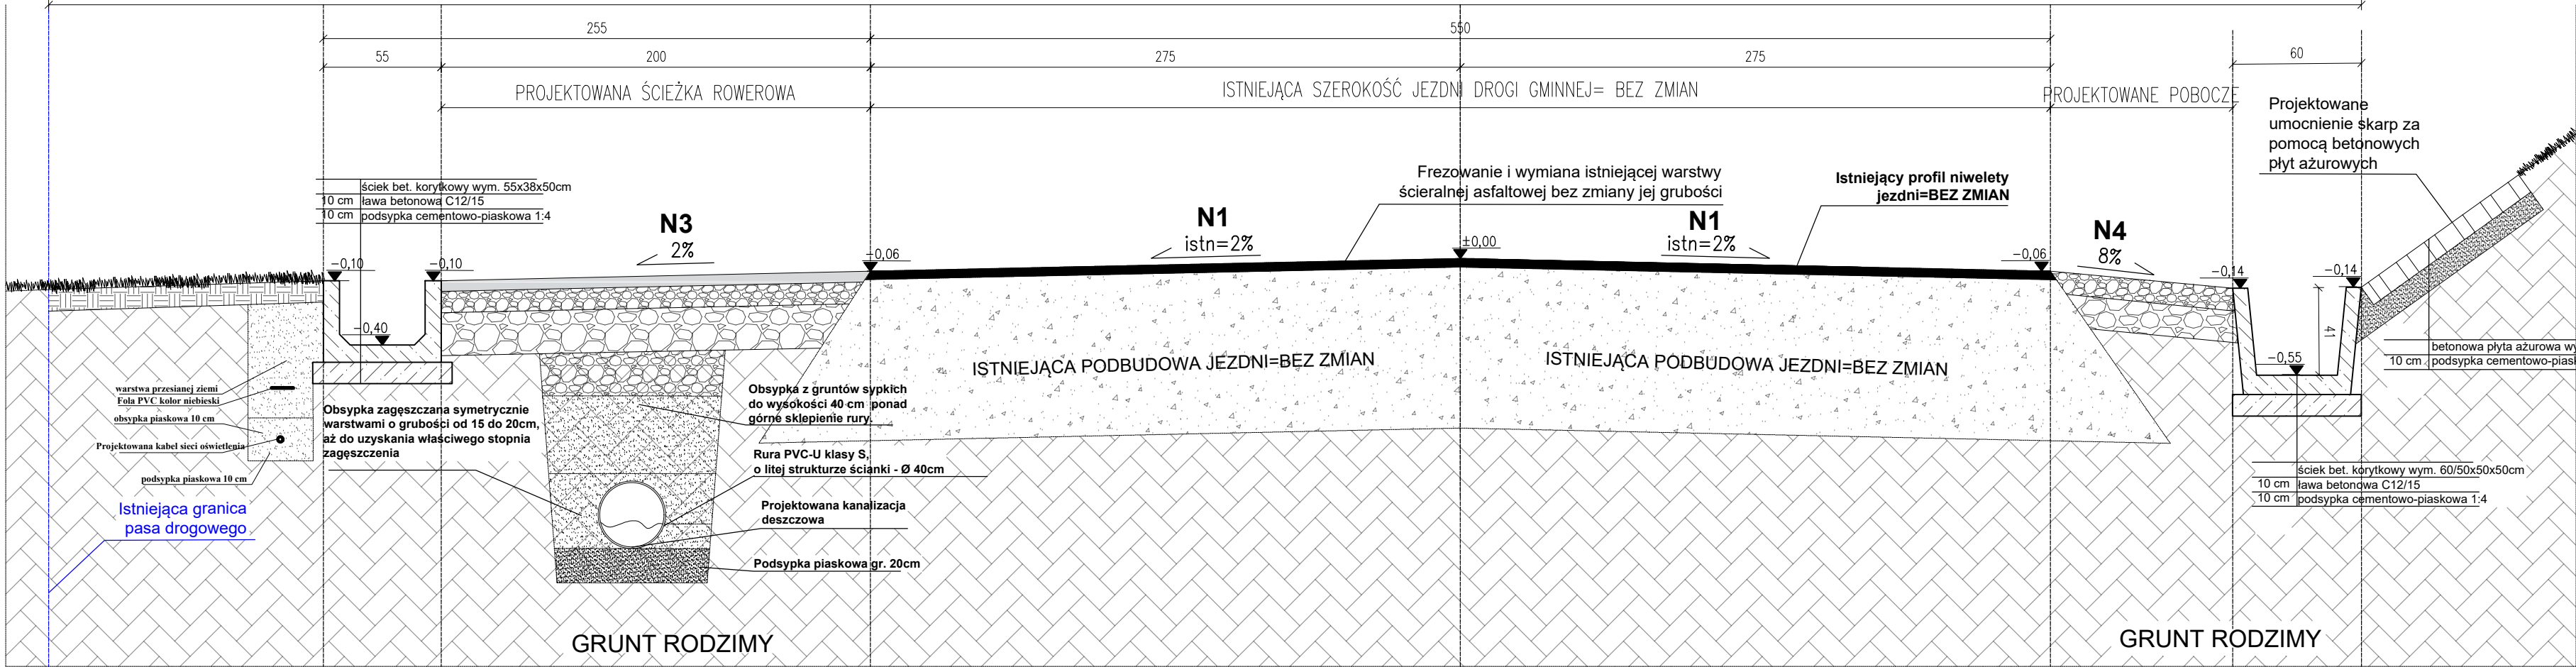 255
550
55
200
275
275
60
PROJEKTOWANA ŚCIEŻKA ROWEROWA
ISTNIEJĄCA SZEROKOŚĆ JEZDNI DROGI GMINNEJ= BEZ ZMIAN
PROJEKTOWANE POBOCZE
Projektowane
umocnienie skarp za
pomocą betonowych
płyt ażurowych
ściek bet. korytkowy wym. 55x38x50cm
10 cm ława betonowa C12/15
10 cm podsypka cementowo-piaskowa 1:4
N3
2%
N1
istn=2%
Frezowanie i wymiana istniejącej warstwy
ścieralnej asfaltowej bez zmiany jej grubości
N1
istn=2%
Istniejący profil niwelety
jezdni=BEZ ZMIAN
N4
8%
-0,10
-0,10
-0,06
±0,00
-0,06
-0,14
-0,14
-0,40
41
-0,55
ISTNIEJĄCA PODBUDOWA JEZDNI=BEZ ZMIAN
ISTNIEJĄCA PODBUDOWA JEZDNI=BEZ ZMIAN
betonowa płyta ażurowa wy
10 cm podsypka cementowo-pias
warstwa przesianej ziemi
Fola PVC kolor niebieski
obsypka piaskowa 10 cm
Projektowana kabel sieci oświetlenia
podsypka piaskowa 10 cm
Obsypka zagęszczana symetrycznie
warstwami o grubości od 15 do 20cm,
aż do uzyskania właściwego stopnia
zagęszczenia
Obsypka z gruntów sypkich
do wysokości 40 cm ponad
górne sklepienie rury.
Rura PVC-U klasy S,
o litej strukturze ścianki - Ø 40cm
Projektowana kanalizacja
deszczowa
Podsypka piaskowa gr. 20cm
Istniejąca granica
pasa drogowego
ściek bet. korytkowy wym. 60/50x50x50cm
10 cm ława betonowa C12/15
10 cm podsypka cementowo-piaskowa 1:4
GRUNT RODZIMY
GRUNT RODZIMY